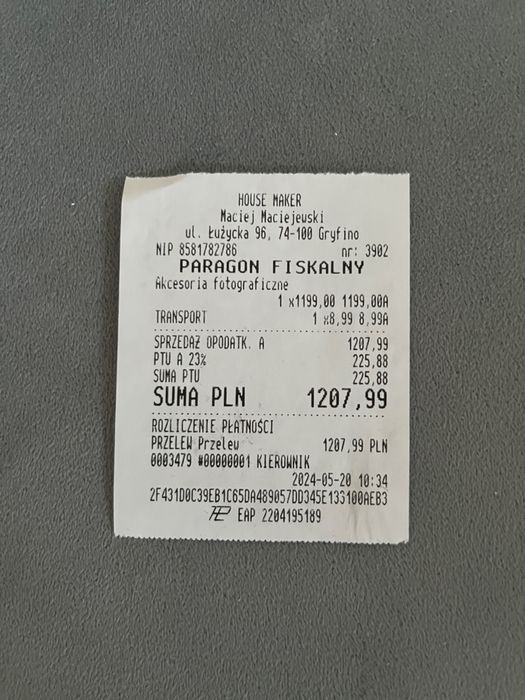 HOUSE MAKER
Maciej Maciejewski
ul. Łużycka 96, 74-100 Gryfino
NIP 8581782786 nr: 3902
PARAGON FISKALNY
Akcesoria fotograficzne
1 x1199,00 1199,00A
TRANSPORT 1 x8,99 8,99A
SPRZEDAŻ OPODATK. A 1207,99
PTU A 23% 225,88
SUMA PTU 225,88
SUMA PLN 1207,99
ROZLICZENIE PŁATNOŚCI
PRZELEW Przelew 1207,99 PLN
0003479 #00000001 KIEROWNIK
2024-05-20 10:34
2F431D0C39EB1C65DA489057DD345E133100AEB3
EAP 2204195189